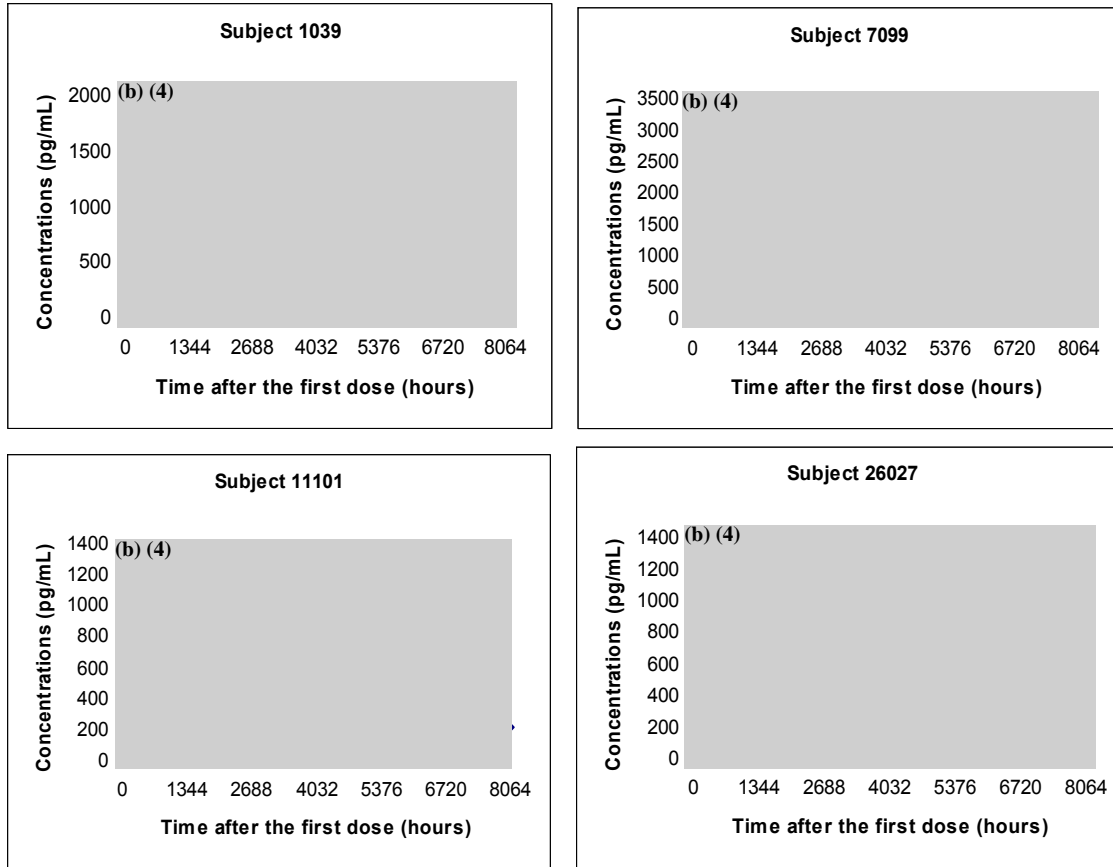 Subject 1039
(b) (4)
Concentrations (pg/mL)
2000
1500
1000
500
0
0 1344 2688 4032 5376 6720 8064
Time after the first dose (hours)
Subject 7099
(b) (4)
Concentrations (pg/mL)
3500
3000
2500
2000
1500
1000
500
0
0 1344 2688 4032 5376 6720 8064
Time after the first dose (hours)
Subject 11101
(b) (4)
Concentrations (pg/mL)
1400
1200
1000
800
600
400
200
0
0 1344 2688 4032 5376 6720 8064
Time after the first dose (hours)
Subject 26027
(b) (4)
Concentrations (pg/mL)
1400
1200
1000
800
600
400
200
0
0 1344 2688 4032 5376 6720 8064
Time after the first dose (hours)